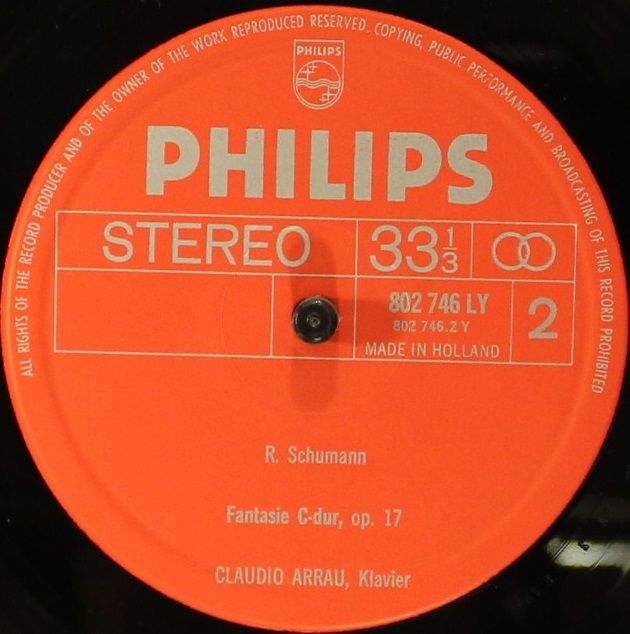 ALL RIGHTS OF THE RECORD PRODUCER AND OF THE OWNER OF THE WORK REPRODUCED RESERVED. COPYING, PUBLIC PERFORMANCE AND BROADCASTING OF THIS RECORD PROHIBITED
PHILIPS
PHILIPS
STEREO 33 1/3
802 746 LY
802 746.2 Y
2
MADE IN HOLLAND
R. Schumann
Fantasie C-dur, op. 17
CLAUDIO ARRAU, Klavier